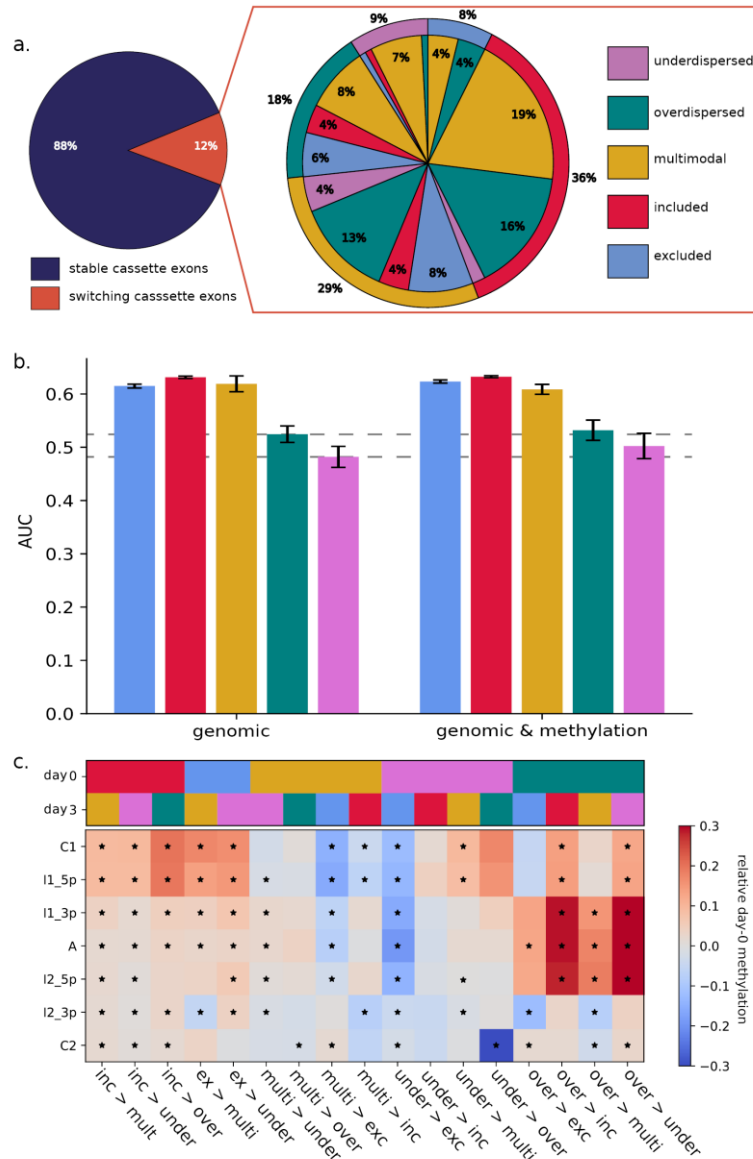 a.
88%
12%
stable cassette exons
switching casssette exons
9%
8%
18%
36%
29%
7%
4%
4%
8%
19%
4%
6%
4%
16%
13%
4%
8%
underdispersed
overdispersed
multimodal
included
excluded
b.
AUC
0.6
0.5
0.4
0.3
0.2
0.1
0.0
genomic
genomic & methylation
c.
day0
day 3
C1
I1_5p
I1_3p
A
I2_5p
I2_3p
C2
inc > mult
inc > under
inc > over
ex > multi
ex > under
multi > under
multi > over
multi > exc
multi > inc
under > exc
under > inc
under > multi
under > over
over > exc
over > inc
over > multi
over > under
0.3
0.2
0.1
0.0
−0.1
−0.2
−0.3
relative day-0 methylation